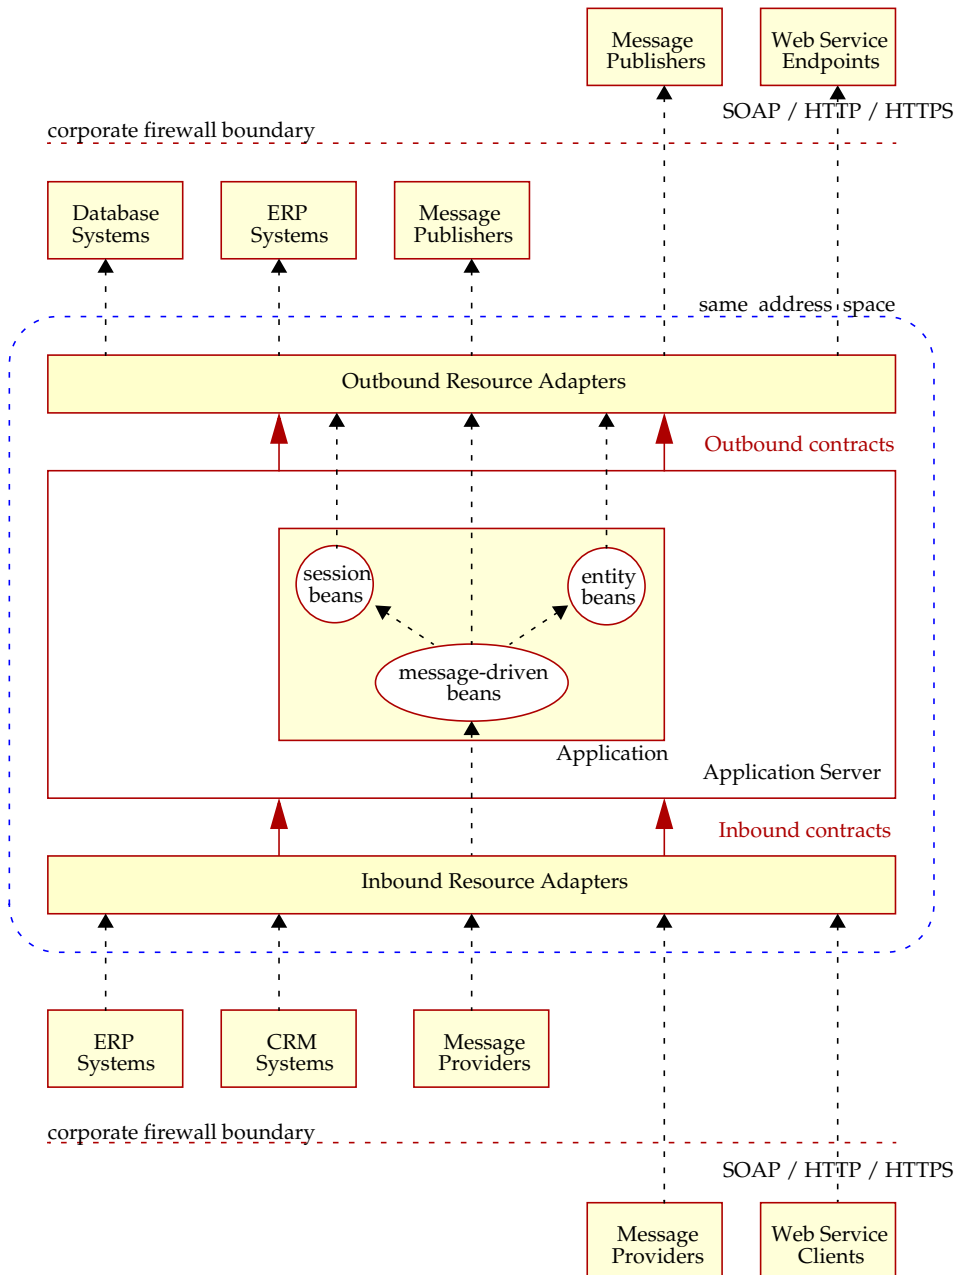 Message
Publishers
Web Service
Endpoints
SOAP / HTTP / HTTPS
corporate firewall boundary
Database
Systems
ERP
Systems
Message
Publishers
same address space
Outbound Resource Adapters
Outbound contracts
session
beans
entity
beans
message-driven
beans
Application
Application Server
Inbound contracts
Inbound Resource Adapters
ERP
Systems
CRM
Systems
Message
Providers
corporate firewall boundary
SOAP / HTTP / HTTPS
Message
Providers
Web Service
Clients